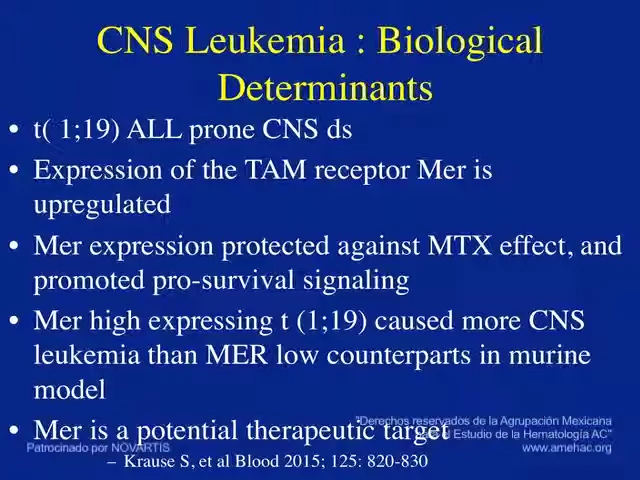 CNS Leukemia : Biological
Determinants
• t( 1;19) ALL prone CNS ds
• Expression of the TAM receptor Mer is
upregulated
• Mer expression protected against MTX effect, and
promoted pro-survival signaling
• Mer high expressing t (1;19) caused more CNS
leukemia than MER low counterparts in murine
model
• Mer is a potential therapeutic target
"Derechos reservados de la Agrupación Mexicana
el Estudio de la Hematología AC"
Patrocinado por NOVARTIS
www.amehac.org
– Krause S, et al Blood 2015; 125: 820-830